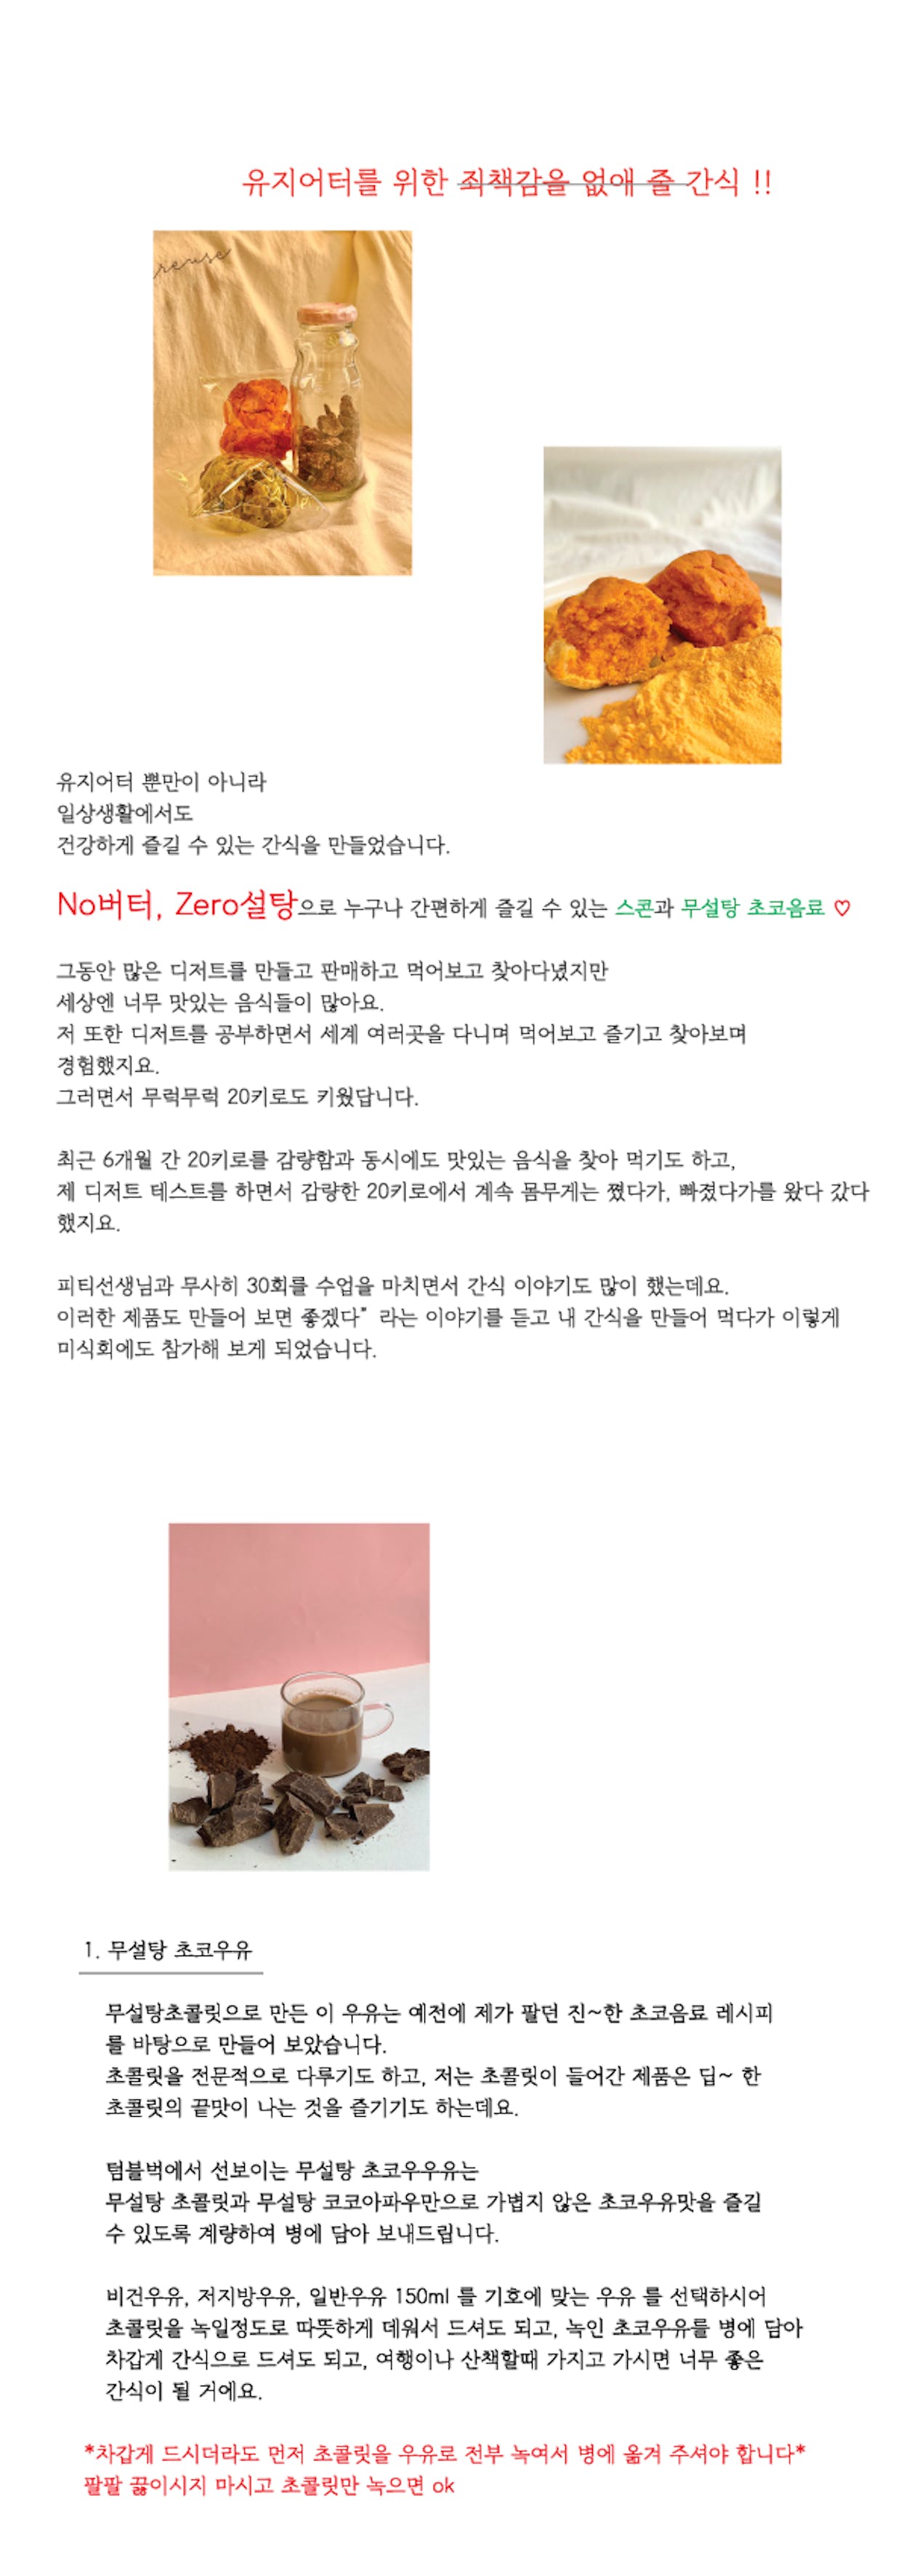 유지어터를 위한 죄책감을 없애 줄 간식 !!
reuse
유지어터 뿐만이 아니라
일상생활에서도
건강하게 즐길 수 있는 간식을 만들었습니다.
No버터, Zero설탕으로 누구나 간편하게 즐길 수 있는 스콘과 무설탕 초코음료 ♡
그동안 많은 디저트를 만들고 판매하고 먹어보고 찾아다녔지만
세상엔 너무 맛있는 음식들이 많아요.
저 또한 디저트를 공부하면서 세계 여러곳을 다니며 먹어보고 즐기고 찾아보며
경험했지요.
그러면서 무럭무럭 20키로도 키웠답니다.
최근 6개월 간 20키로를 감량함과 동시에도 맛있는 음식을 찾아 먹기도 하고,
제 디저트 테스트를 하면서 감량한 20키로에서 계속 몸무게는 쪘다가, 빠졌다가를 왔다 갔다
했지요.
피티선생님과 무사히 30회를 수업을 마치면서 간식 이야기도 많이 했는데요.
이러한 제품도 만들어 보면 좋겠다” 라는 이야기를 듣고 내 간식을 만들어 먹다가 이렇게
미식회에도 참가해 보게 되었습니다.
1. 무설탕 초코우유
무설탕초콜릿으로 만든 이 우유는 예전에 제가 팔던 진~한 초코음료 레시피
를 바탕으로 만들어 보았습니다.
초콜릿을 전문적으로 다루기도 하고, 저는 초콜릿이 들어간 제품은 딥~ 한
초콜릿의 끝맛이 나는 것을 즐기기도 하는데요.
텀블벅에서 선보이는 무설탕 초코우우유는
무설탕 초콜릿과 무설탕 코코아파우만으로 가볍지 않은 초코우유맛을 즐길
수 있도록 계량하여 병에 담아 보내드립니다.
비건우유, 저지방우유, 일반우유 150ml 를 기호에 맞는 우유 를 선택하시어
초콜릿을 녹일정도로 따뜻하게 데워서 드셔도 되고, 녹인 초코우유를 병에 담아
차갑게 간식으로 드셔도 되고, 여행이나 산책할때 가지고 가시면 너무 좋은
간식이 될 거에요.
*차갑게 드시더라도 먼저 초콜릿을 우유로 전부 녹여서 병에 옮겨 주셔야 합니다*
팔팔 끓이시지 마시고 초콜릿만 녹으면 ok